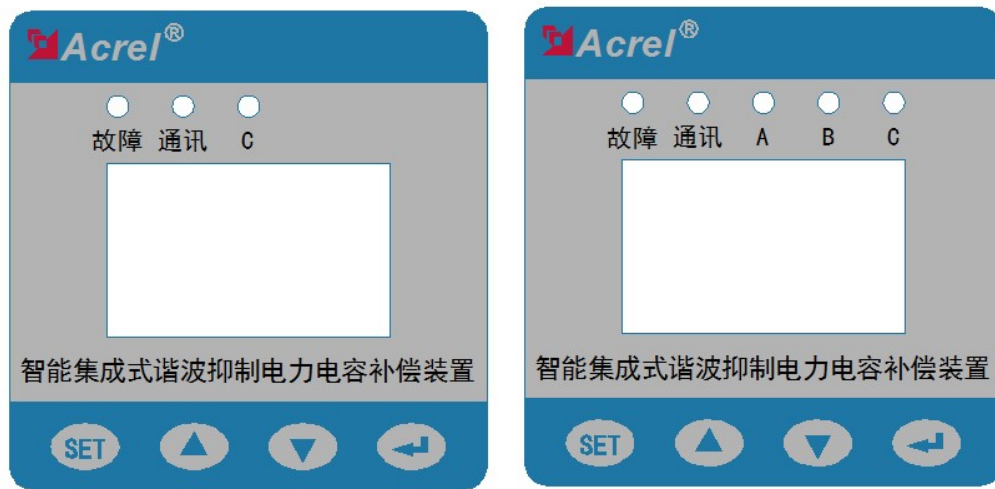 Acrel®
故障 通讯 C
智能集成式谐波抑制电力电容补偿装置
SET
Acrel®
故障 通讯 A B C
智能集成式谐波抑制电力电容补偿装置
SET